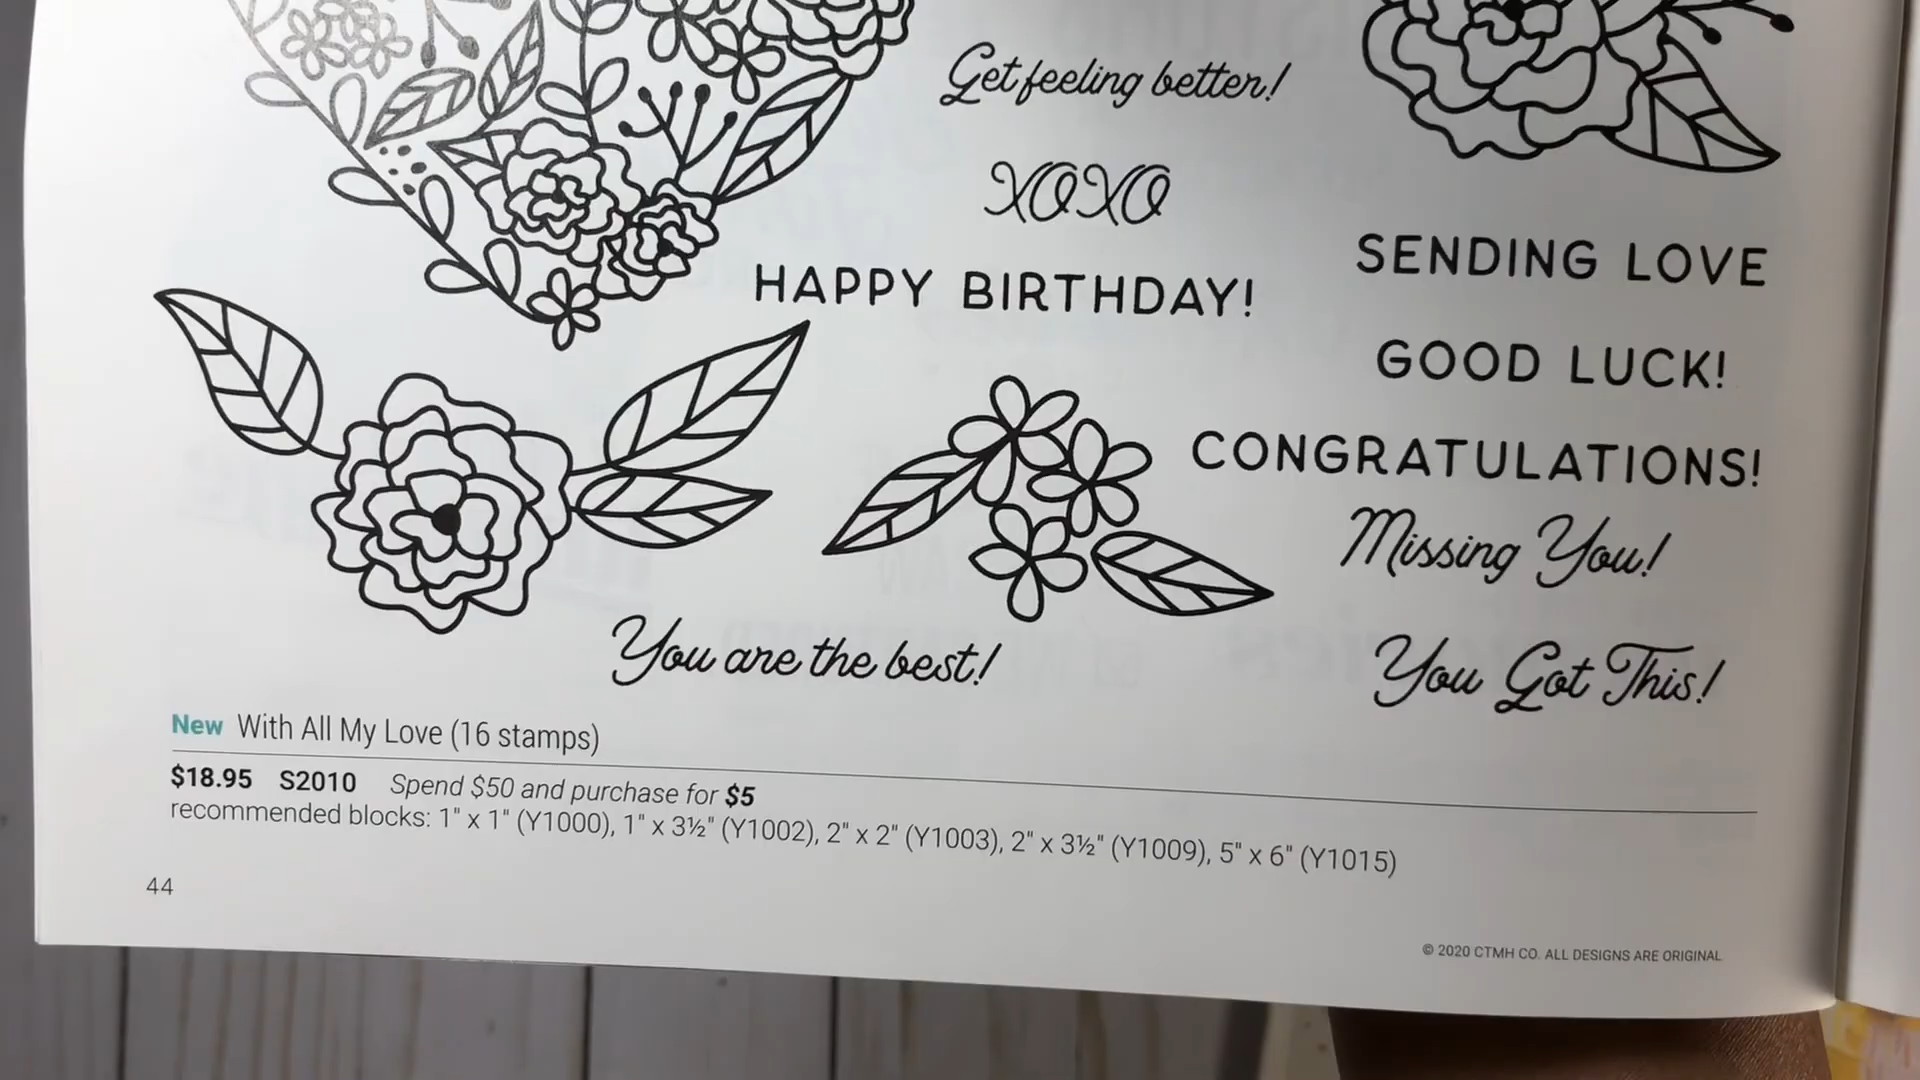 Get feeling better!
XOXO
SENDING LOVE
HAPPY BIRTHDAY!
GOOD LUCK!
CONGRATULATIONS!
Missing You!
You are the best!
You Got This!
New With All My Love (16 stamps)
$18.95 S2010 Spend $50 and purchase for $5
recommended blocks: 1" x 1" (Y1000), 1" x 3½" (Y1002), 2" x 2" (Y1003), 2" x 3½" (Y1009), 5" x 6" (Y1015)
44
© 2020 CTMH CO. ALL DESIGNS ARE ORIGINAL